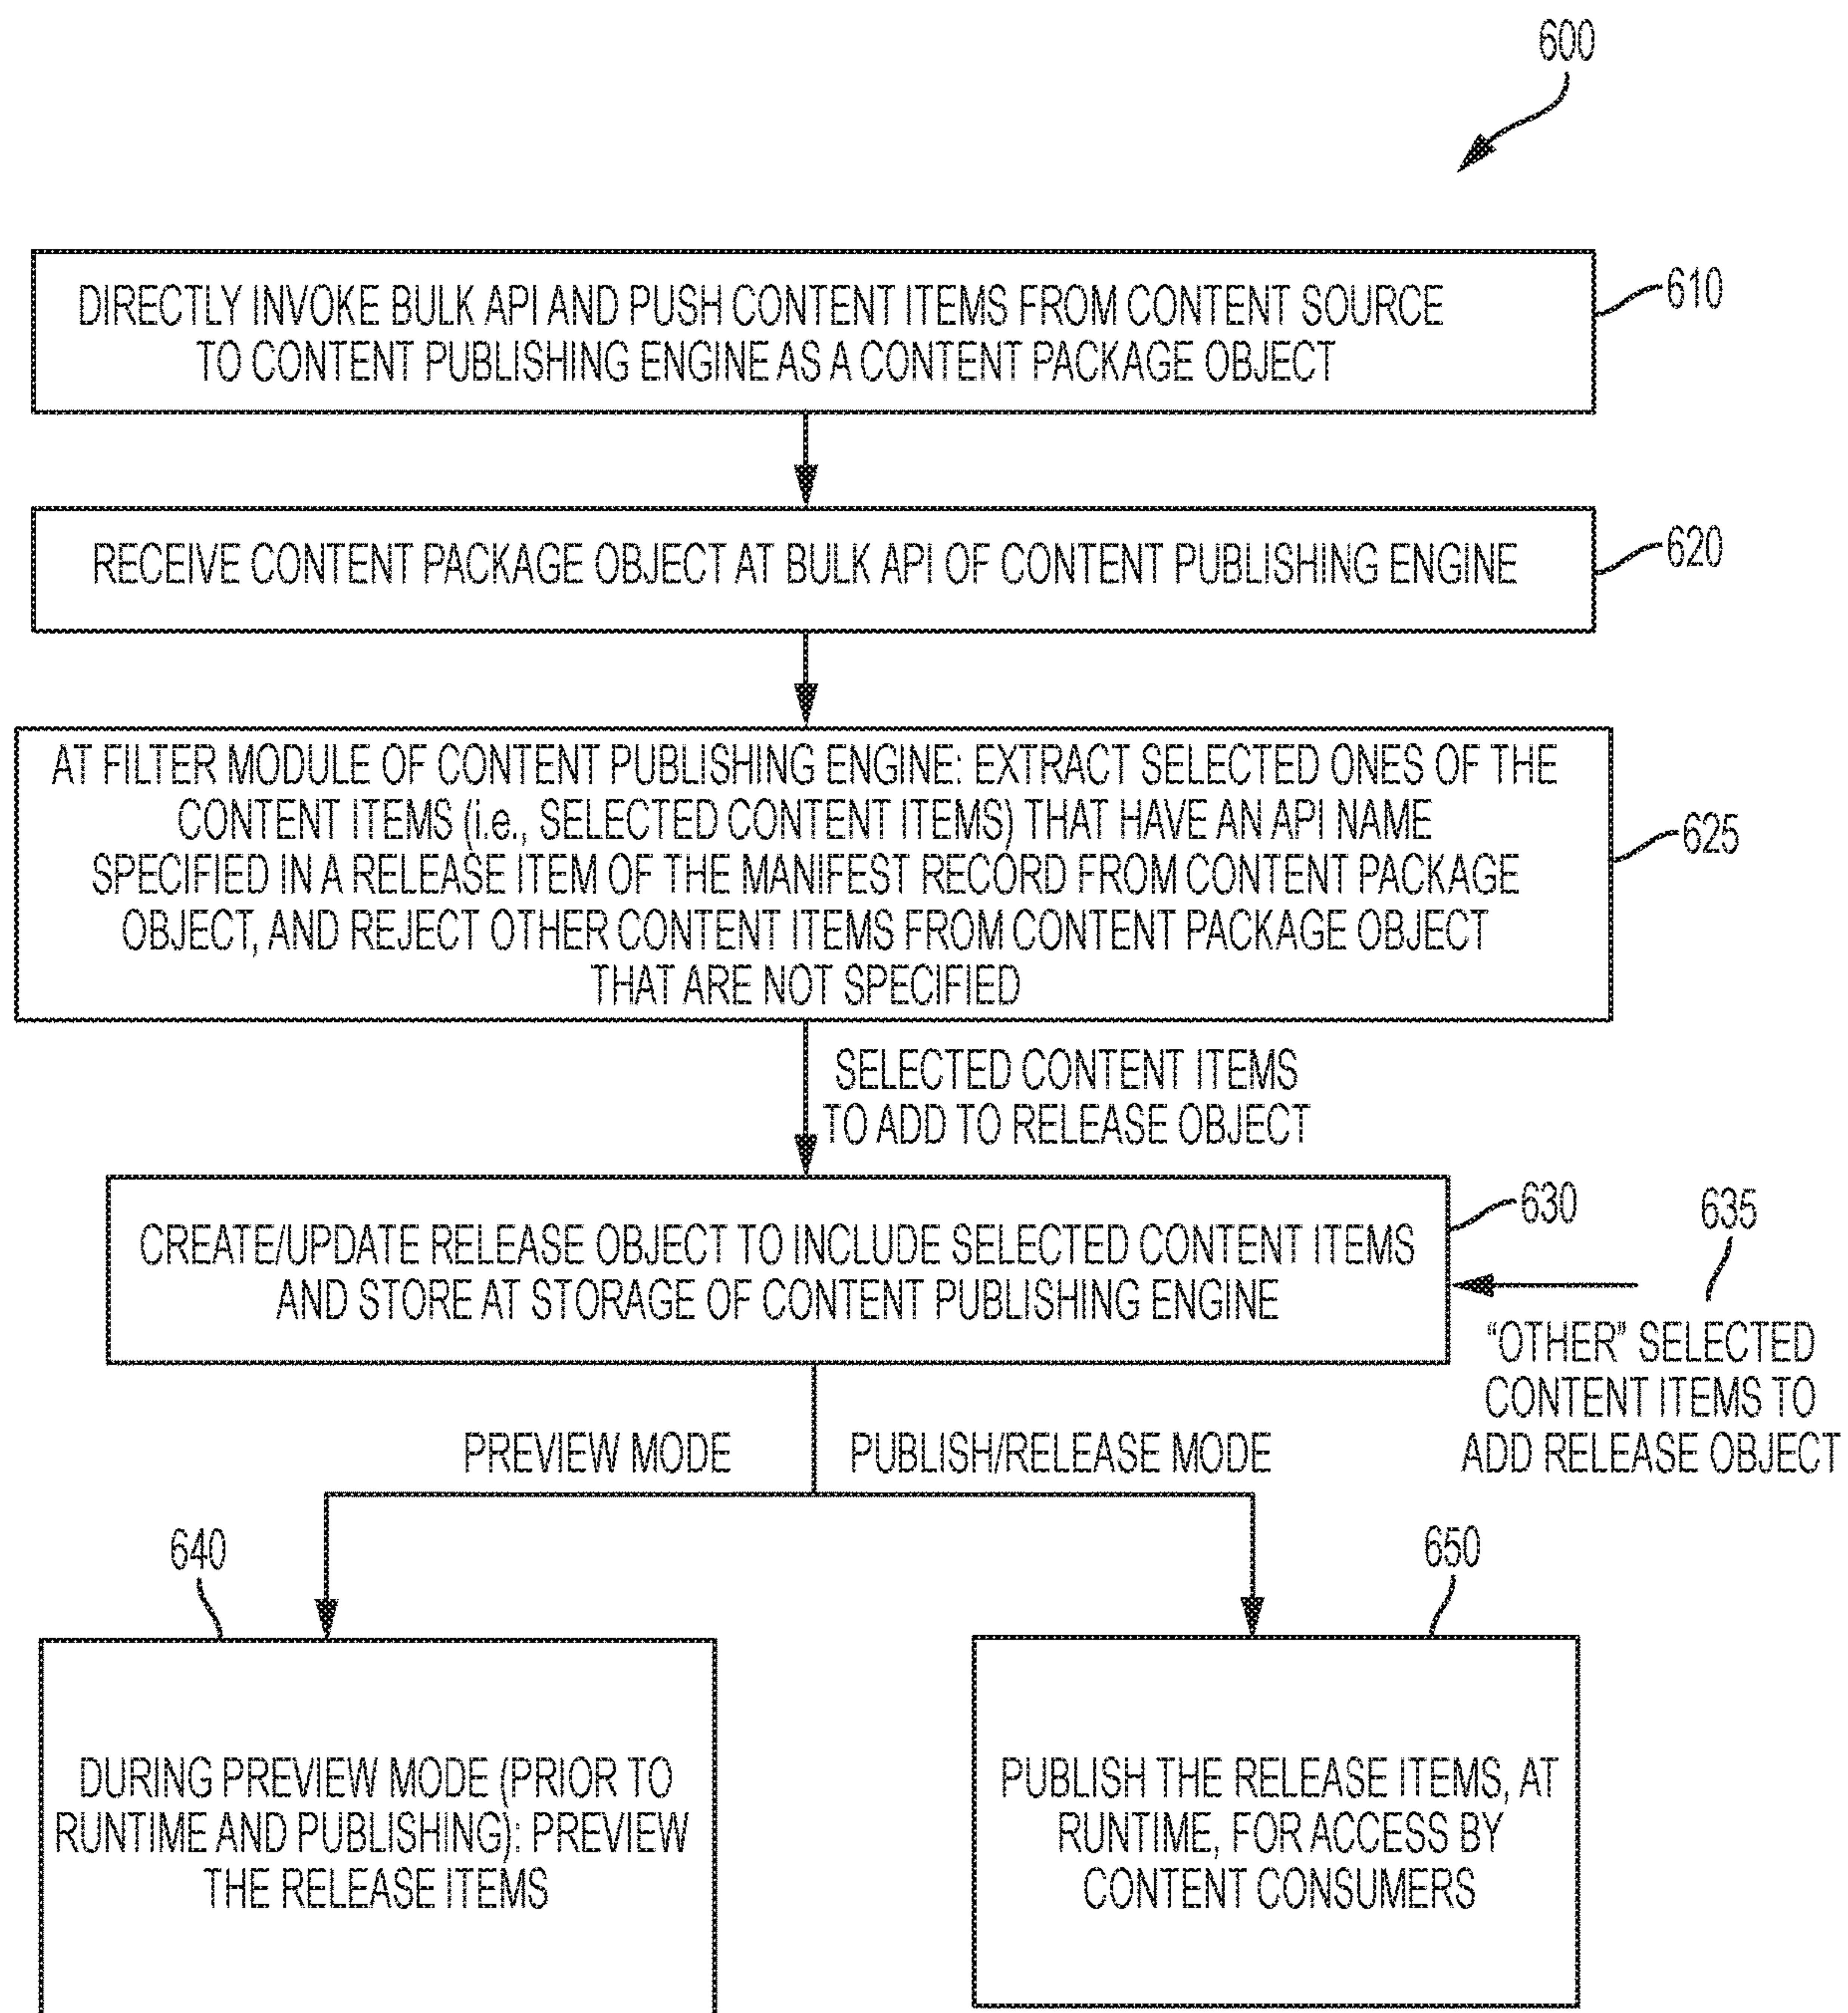 600
DIRECTLY INVOKE BULK API AND PUSH CONTENT ITEMS FROM CONTENT SOURCE
TO CONTENT PUBLISHING ENGINE AS A CONTENT PACKAGE OBJECT
610
RECEIVE CONTENT PACKAGE OBJECT AT BULK API OF CONTENT PUBLISHING ENGINE
620
AT FILTER MODULE OF CONTENT PUBLISHING ENGINE: EXTRACT SELECTED ONES OF THE
CONTENT ITEMS (i.e., SELECTED CONTENT ITEMS) THAT HAVE AN API NAME
SPECIFIED IN A RELEASE ITEM OF THE MANIFEST RECORD FROM CONTENT PACKAGE
OBJECT, AND REJECT OTHER CONTENT ITEMS FROM CONTENT PACKAGE OBJECT
THAT ARE NOT SPECIFIED
625
SELECTED CONTENT ITEMS
TO ADD TO RELEASE OBJECT
CREATE/UPDATE RELEASE OBJECT TO INCLUDE SELECTED CONTENT ITEMS
AND STORE AT STORAGE OF CONTENT PUBLISHING ENGINE
630
635
"OTHER" SELECTED
CONTENT ITEMS TO
ADD RELEASE OBJECT
PREVIEW MODE
PUBLISH/RELEASE MODE
640
650
DURING PREVIEW MODE (PRIOR TO
RUNTIME AND PUBLISHING): PREVIEW
THE RELEASE ITEMS
PUBLISH THE RELEASE ITEMS, AT
RUNTIME, FOR ACCESS BY
CONTENT CONSUMERS